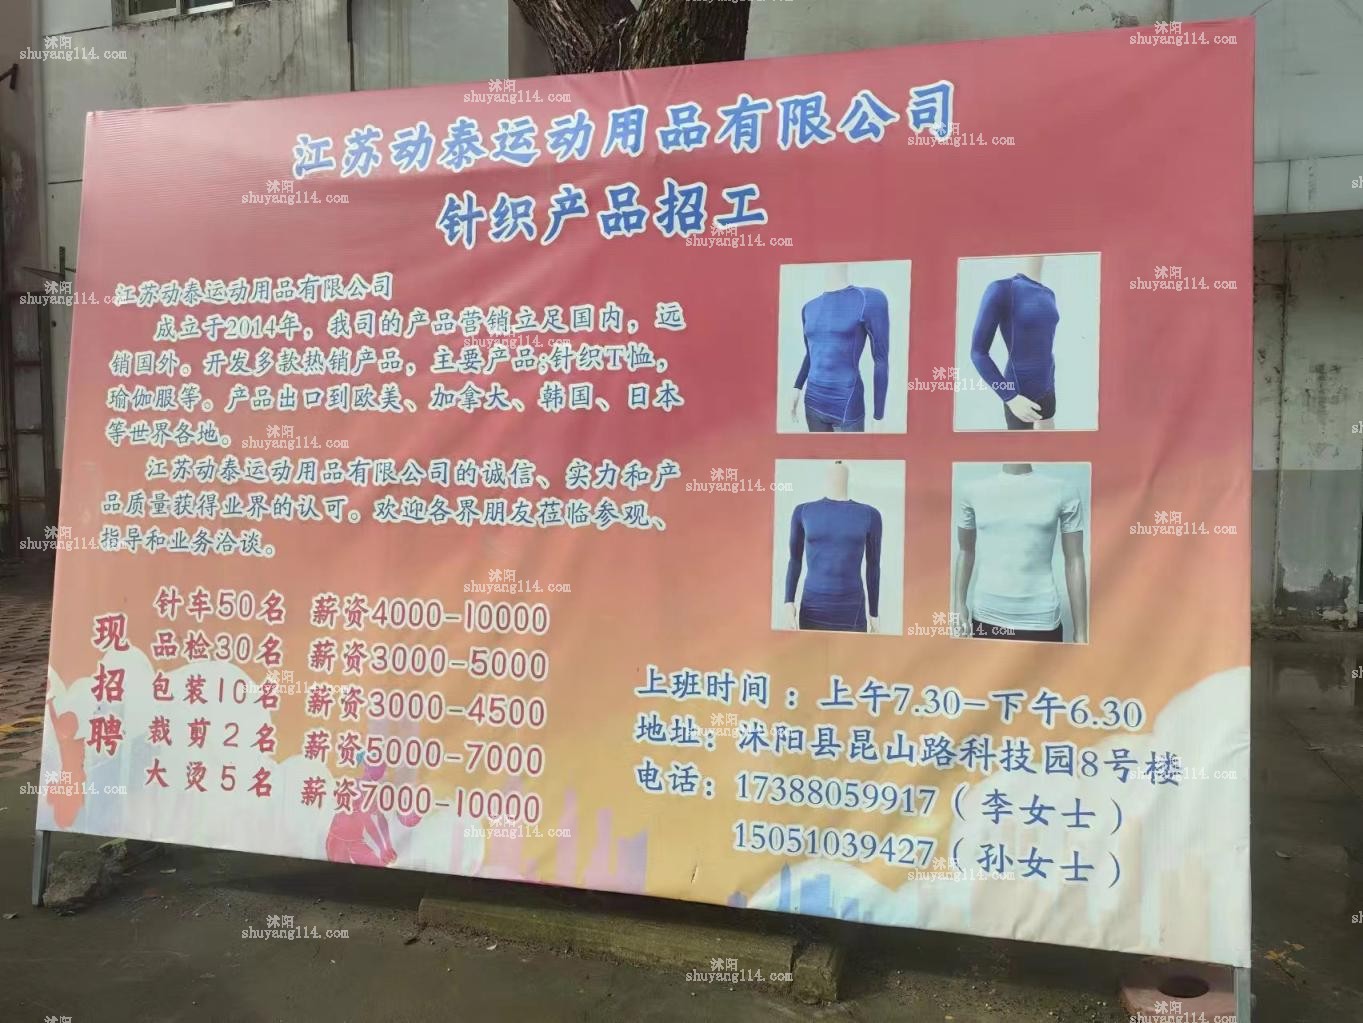 江苏动泰运动用品有限公司
针织产品招工
江苏动泰运动用品有限公司
成立于2014年，我司的产品营销立足国内，远
销国外。开发多款热销产品，主要产品:针织T恤，
瑜伽服等。产品出口到欧美、加拿大、韩国、日本
等世界各地。
江苏动泰运动用品有限公司的诚信、实力和产
品质量获得业界的认可。欢迎各界朋友莅临参观、
指导和业务洽谈。
现招聘
针车50名 薪资4000-10000
品检30名 薪资3000-5000
包装10名 薪资3000-4500
裁剪2名 薪资5000-7000
大烫5名 薪资7000-10000
上班时间：上午7.30-下午6.30
地址：沭阳县昆山路科技园8号楼
电话：17388059917（李女士）
15051039427（孙女士）
沭阳
shuyang114.com